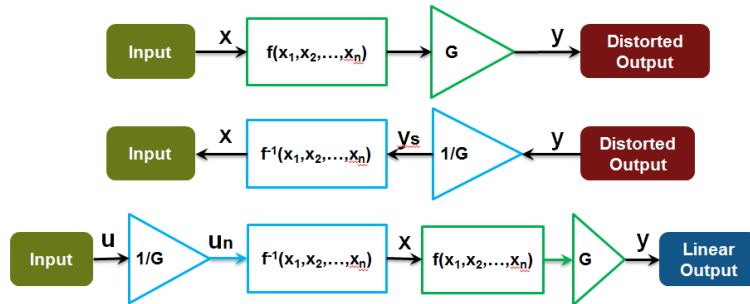 Input
x
f(x₁,x₂,…,xₙ)
G
y
Distorted
Output
Input
x
f⁻¹(x₁,x₂,…,xₙ)
ys
1/G
y
Distorted
Output
Input
u
1/G
un
f⁻¹(x₁,x₂,…,xₙ)
x
f(x₁,x₂,…,xₙ)
G
y
Linear
Output